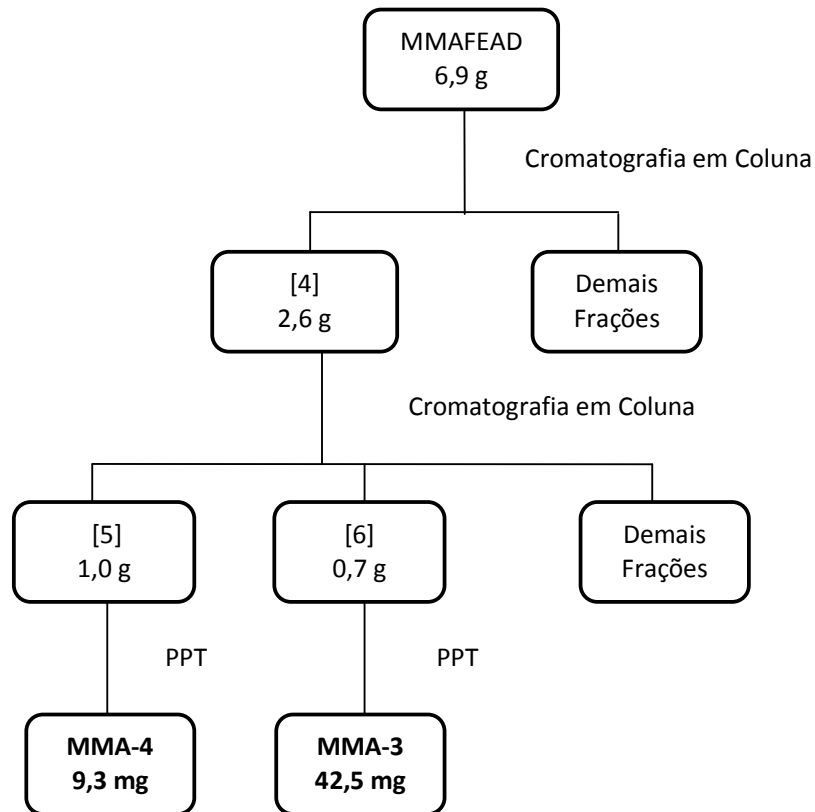 MMAFEAD
6,9 g
Cromatografia em Coluna
[4]
2,6 g
Demais
Frações
Cromatografia em Coluna
[5]
1,0 g
[6]
0,7 g
Demais
Frações
PPT
PPT
MMA-4
9,3 mg
MMA-3
42,5 mg